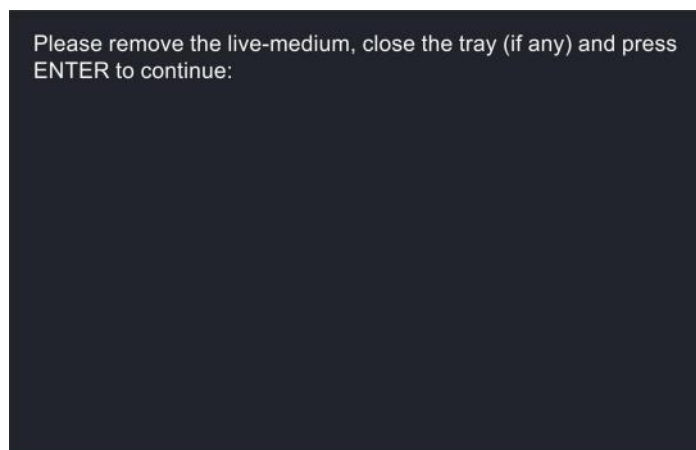 Please remove the live-medium, close the tray (if any) and press
ENTER to continue: